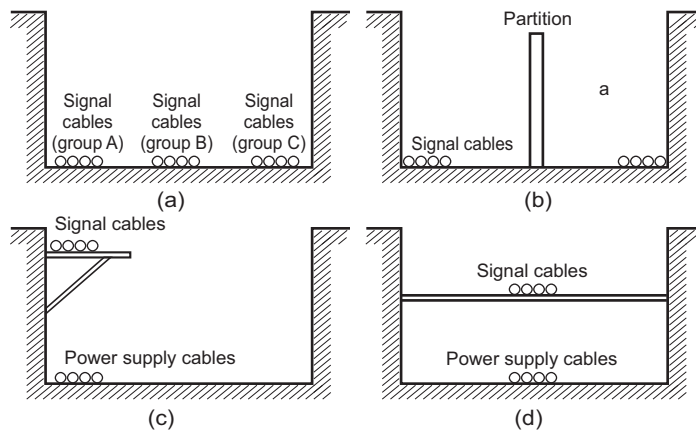 Signal
cables
(group A)
Signal
cables
(group B)
Signal
cables
(group C)
(a)
Partition
a
Signal cables
(b)
Signal cables
Power supply cables
(c)
Signal cables
Power supply cables
(d)